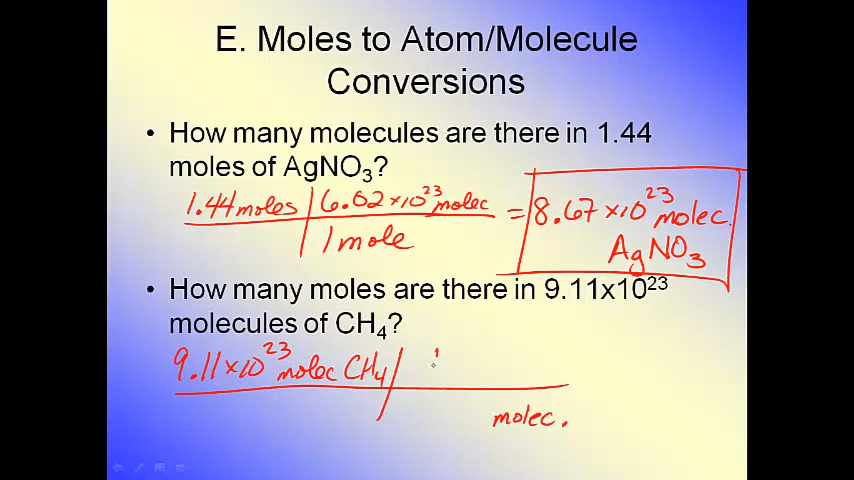 E. Moles to Atom/Molecule
Conversions
• How many molecules are there in 1.44
moles of AgNO₃?
1.44moles | 6.02×10²³ molec
1 mole
= 8.67×10²³ molec.
AgNO₃
• How many moles are there in 9.11x10²³
molecules of CH₄?
9.11×10²³ molec CH₄
molec.